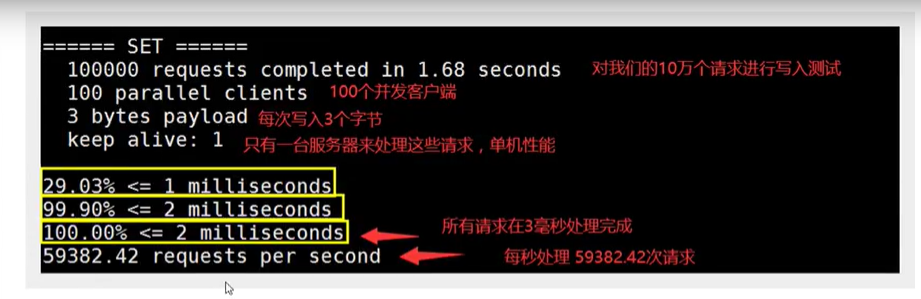 ====== SET ======
100000 requests completed in 1.68 seconds 对我们的10万个请求进行写入测试
100 parallel clients 100个并发客户端
3 bytes payload 每次写入3个字节
keep alive: 1 只有一台服务器来处理这些请求，单机性能
29.03% <= 1 milliseconds
99.90% <= 2 milliseconds
100.00% <= 2 milliseconds 所有请求在3毫秒处理完成
59382.42 requests per second 每秒处理 59382.42次请求